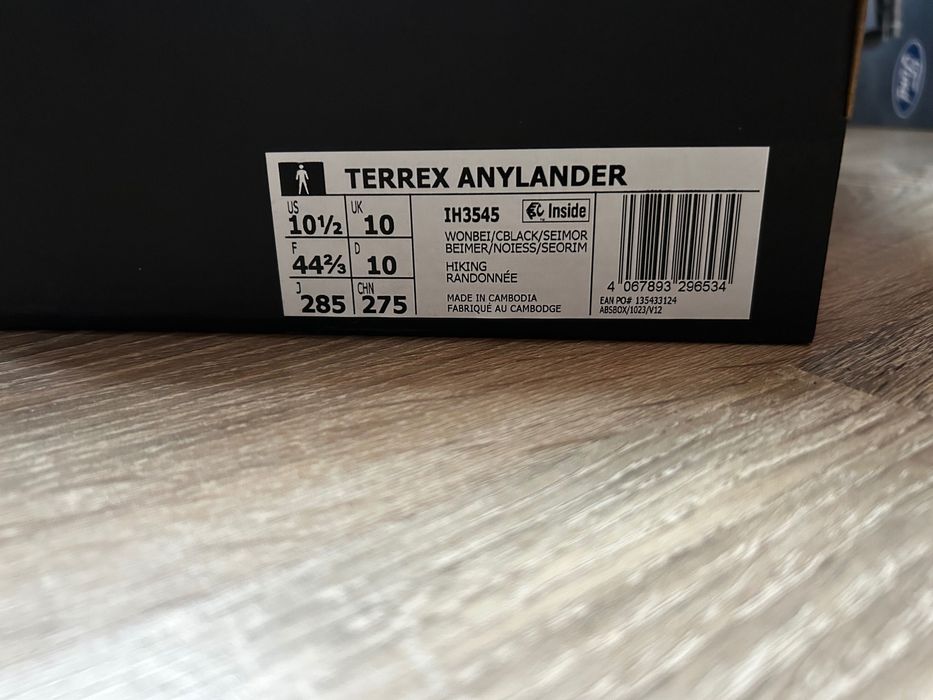 TERREX ANYLANDER
US
10½
UK
10
F
44⅔
D
10
J
285
CHN
275
IH3545
Inside
WONBEI/CBLACK/SEIMOR
BEIMER/NOIESS/SEORIM
HIKING
RANDONNÉE
MADE IN CAMBODIA
FABRIQUÉ AU CAMBODGE
4 067893 296534
EAN PO# 135433124
ABSBOX/1023/V12
Ford